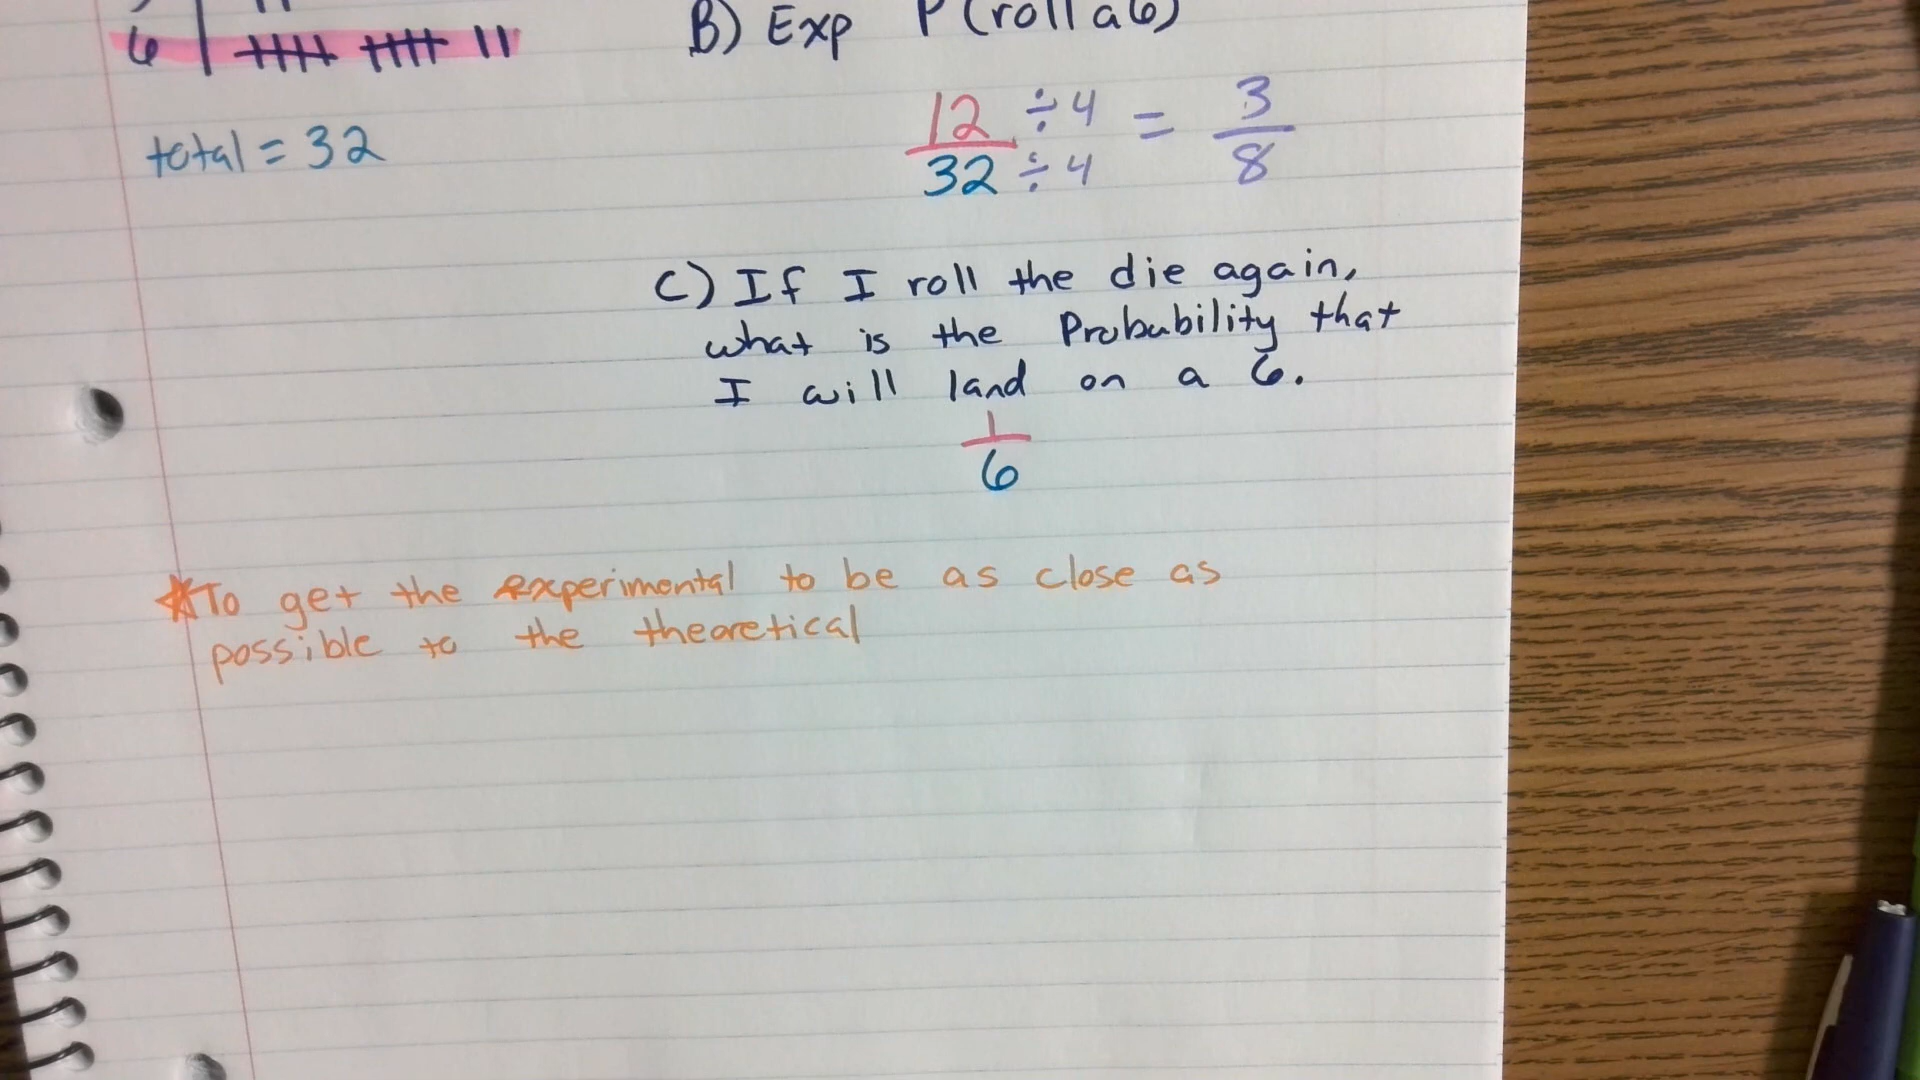 6 | 卌 卌 ||
B) Exp P(roll a 6)
total = 32
12 ÷4 = 3
32 ÷4 8
C) If I roll the die again,
what is the Probability that
I will land on a 6.
1
6
*To get the experimental to be as close as
possible to the theoretical